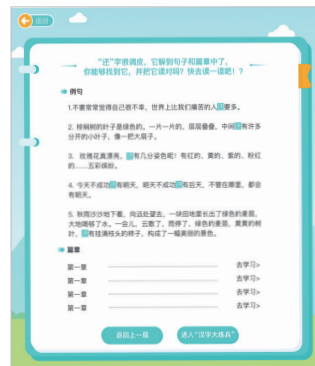 返回
"还"字很调皮，它躲到句子和篇章中了，
你能够找到它，并把它读对吗？快去读一读吧！？
例句
1.不要常常觉得自己很不幸，世界上比我们痛苦的人还要多。
2. 棕榈树的叶子是绿色的。一片一片的，层层叠叠，中间还有许多
分开的小叶子，像一把大扇子。
3. 玫瑰花真漂亮，还有几分姿色呢！有红的、黄的、紫的、粉红
的……五彩缤纷。
4. 今天不成功还有明天，明天不成功还有后天，不管在哪里，都会
有明天。
5. 秋雨沙沙地下着，向远处望去，一块田地里长出了绿色的麦苗，
大地喝够了水。一会儿，云散了，雨停了，绿色的麦苗，黄黄的树
叶，还有挂满枝头的柿子，构成了一幅美丽的景色。
篇章
第一章 去学习>
第一章 去学习>
第一章 去学习>
第一章 去学习>
返回上一层 进入"汉字大练兵"